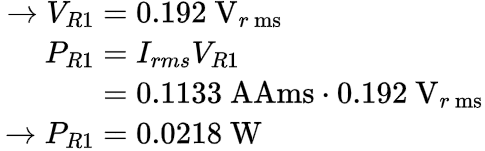 → V_{R1} = 0.192 V_{r ms}
P_{R1} = I_{rms}V_{R1}
= 0.1133 AAms · 0.192 V_{r ms}
→ P_{R1} = 0.0218 W